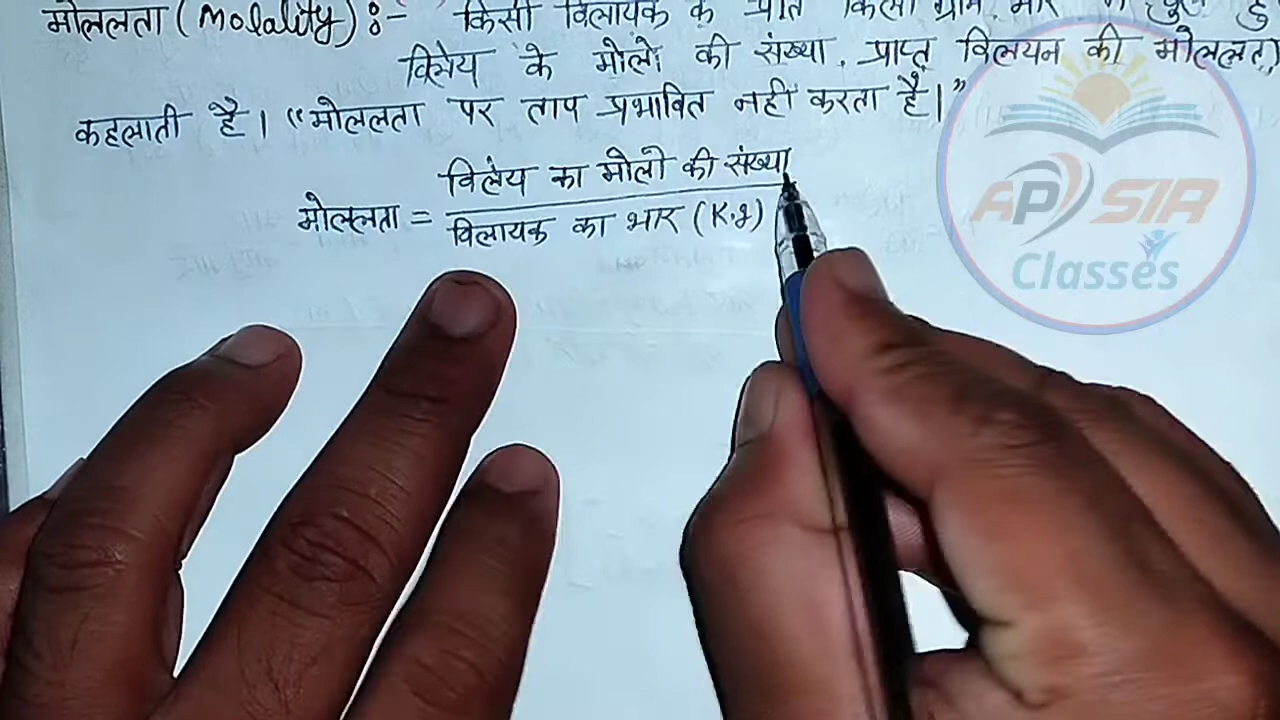 मोललता (Molality) :- किसी विलायक के प्रति किलो ग्राम भार में घुले हु
विलेय के मोलो की संख्या. प्राप्त विलयन की मोललता
कहलाती है। "मोललता पर ताप प्रभावित नहीं करता है।"
विलेय का मोलो की संख्या
मोललता = विलायक का भार (K.g)
AP SIR
Classes